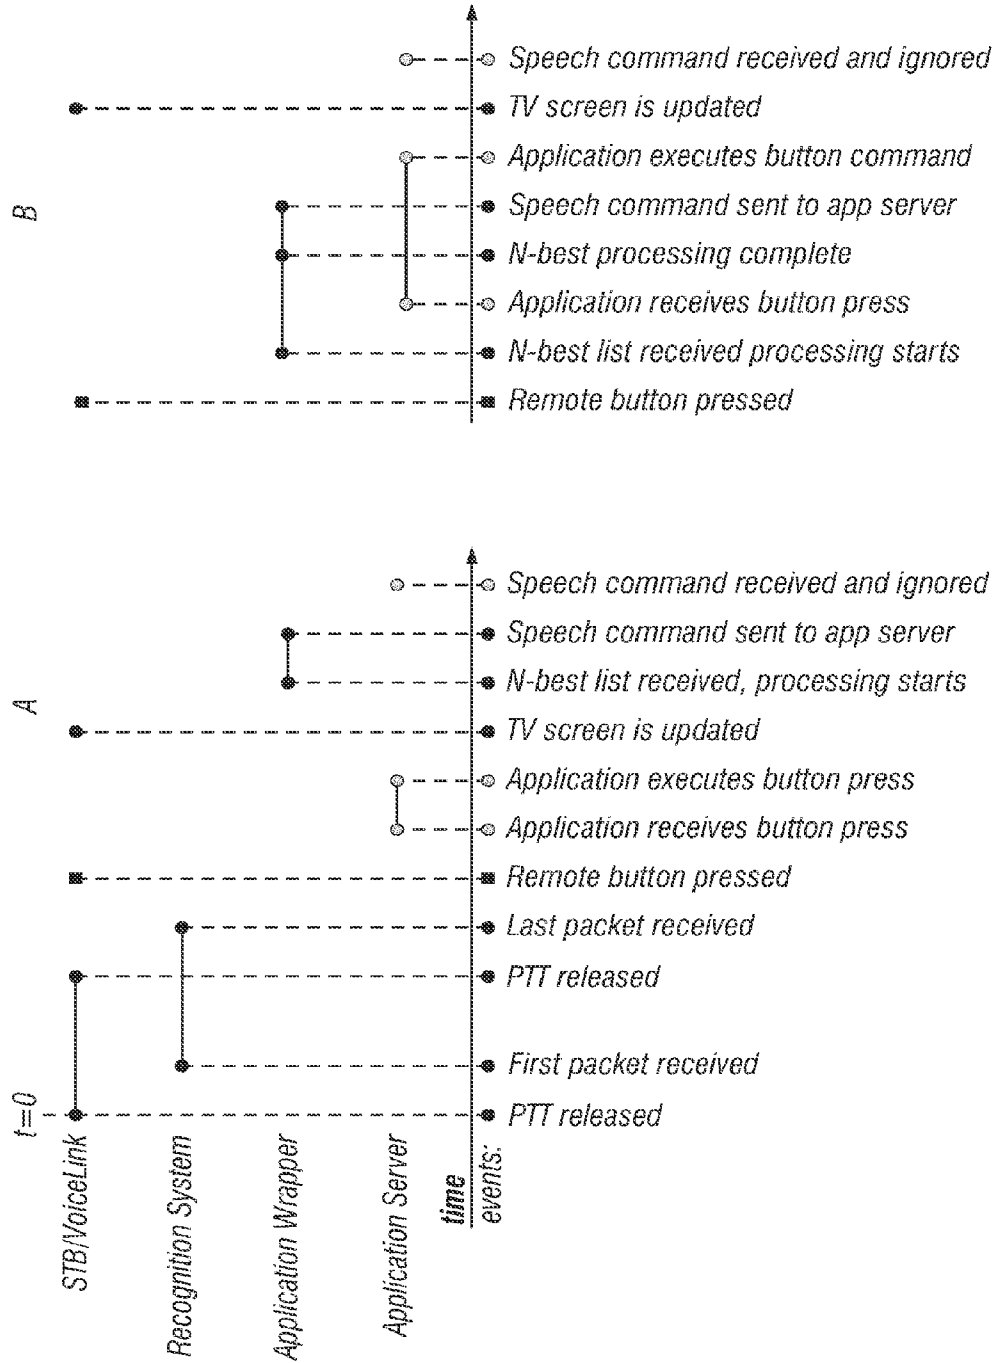 B
Speech command received and ignored
TV screen is updated
Application executes button command
Speech command sent to app server
N-best processing complete
Application receives button press
N-best list received processing starts
Remote button pressed
A
Speech command received and ignored
Speech command sent to app server
N-best list received, processing starts
TV screen is updated
Application executes button press
Application receives button press
Remote button pressed
Last packet received
PTT released
First packet received
PTT released
t=0
STB/VoiceLink
Recognition System
Application Wrapper
Application Server
time
events: